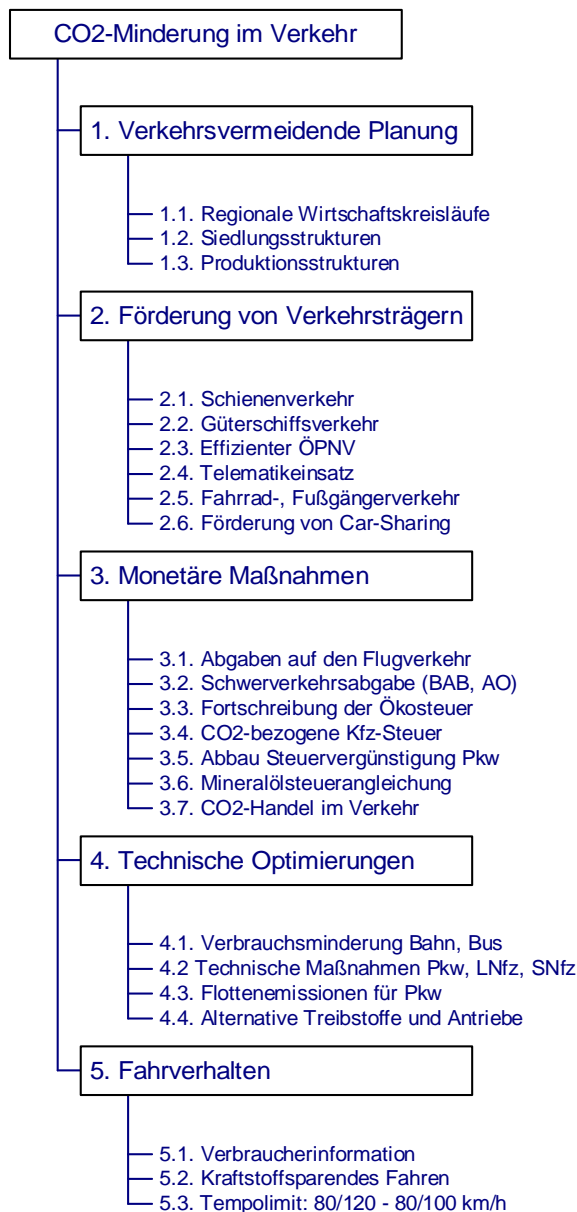 CO2-Minderung im Verkehr
1. Verkehrsvermeidende Planung
1.1. Regionale Wirtschaftskreisläufe
1.2. Siedlungsstrukturen
1.3. Produktionsstrukturen
2. Förderung von Verkehrsträgern
2.1. Schienenverkehr
2.2. Güterschiffsverkehr
2.3. Effizienter ÖPNV
2.4. Telematikeinsatz
2.5. Fahrrad-, Fußgängerverkehr
2.6. Förderung von Car-Sharing
3. Monetäre Maßnahmen
3.1. Abgaben auf den Flugverkehr
3.2. Schwerverkehrsabgabe (BAB, AO)
3.3. Fortschreibung der Ökosteuer
3.4. CO2-bezogene Kfz-Steuer
3.5. Abbau Steuervergünstigung Pkw
3.6. Mineralölsteuerangleichung
3.7. CO2-Handel im Verkehr
4. Technische Optimierungen
4.1. Verbrauchsminderung Bahn, Bus
4.2 Technische Maßnahmen Pkw, LNfz, SNfz
4.3. Flottenemissionen für Pkw
4.4. Alternative Treibstoffe und Antriebe
5. Fahrverhalten
5.1. Verbraucherinformation
5.2. Kraftstoffsparendes Fahren
5.3. Tempolimit: 80/120 - 80/100 km/h